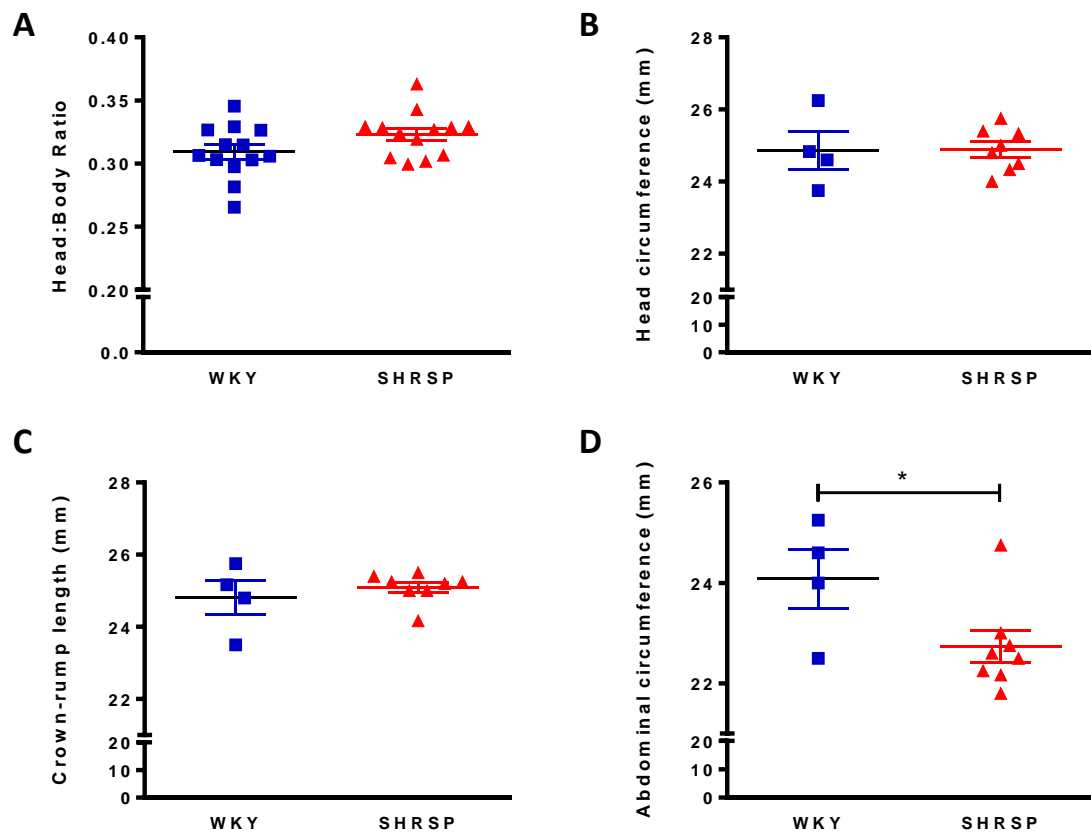 A
Head:Body Ratio
0.40
0.35
0.30
0.25
0.20
0.0
WKY
SHRSP
B
Head circumference (mm)
28
26
24
22
20
10
0
WKY
SHRSP
C
Crown-rump length (mm)
28
26
24
22
20
10
0
WKY
SHRSP
D
Abdominal circumference (mm)
26
24
22
20
10
0
*
WKY
SHRSP